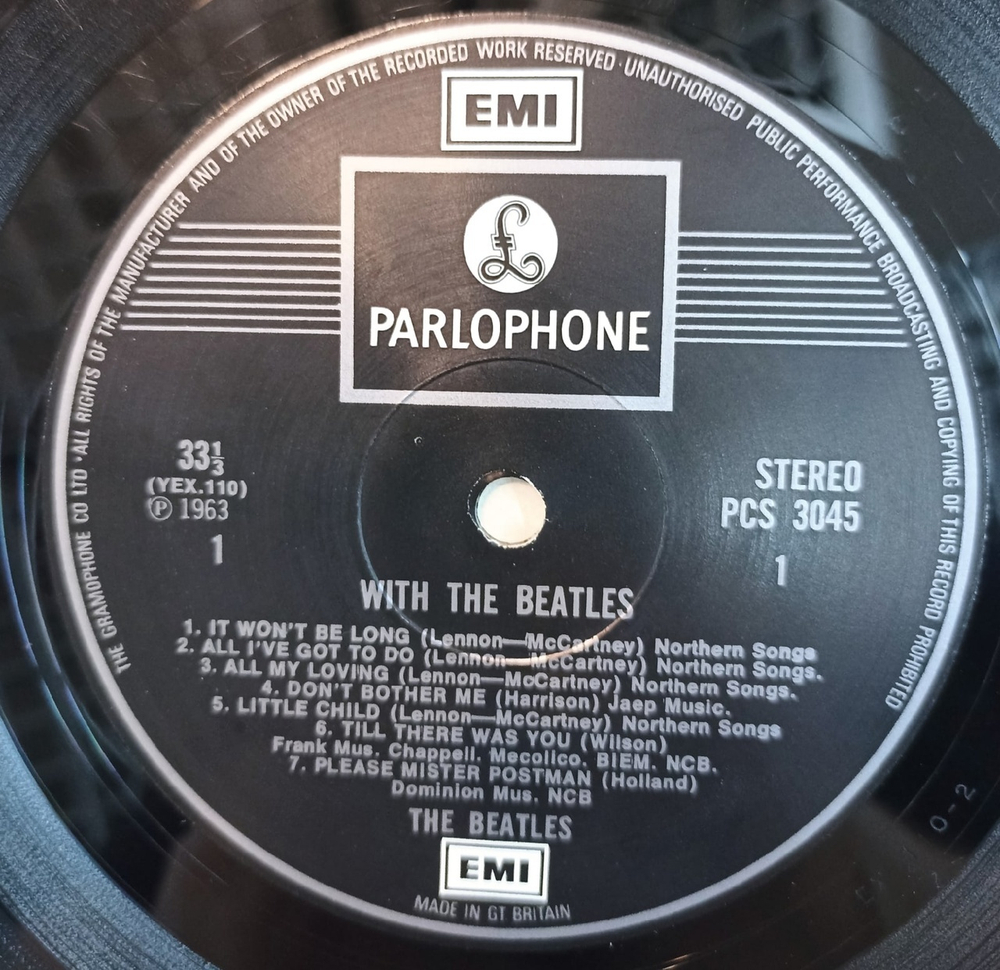 THE GRAMOPHONE CO LTD · ALL RIGHTS OF THE MANUFACTURER AND OF THE OWNER OF THE RECORDED WORK RESERVED · UNAUTHORISED PUBLIC PERFORMANCE BROADCASTING AND COPYING OF THIS RECORD PROHIBITED
EMI
£
PARLOPHONE
33⅓
(YEX.110)
℗ 1963
1
STEREO
PCS 3045
1
WITH THE BEATLES
1. IT WON'T BE LONG (Lennon—McCartney) Northern Songs
2. ALL I'VE GOT TO DO (Lennon—McCartney) Northern Songs.
3. ALL MY LOVING (Lennon—McCartney) Northern Songs.
4. DON'T BOTHER ME (Harrison) Jaep Music.
5. LITTLE CHILD (Lennon—McCartney) Northern Songs
6. TILL THERE WAS YOU (Wilson)
Frank Mus. Chappell. Mecolico. BIEM. NCB.
7. PLEASE MISTER POSTMAN (Holland)
Dominion Mus. NCB
THE BEATLES
EMI
MADE IN GT BRITAIN
0-2